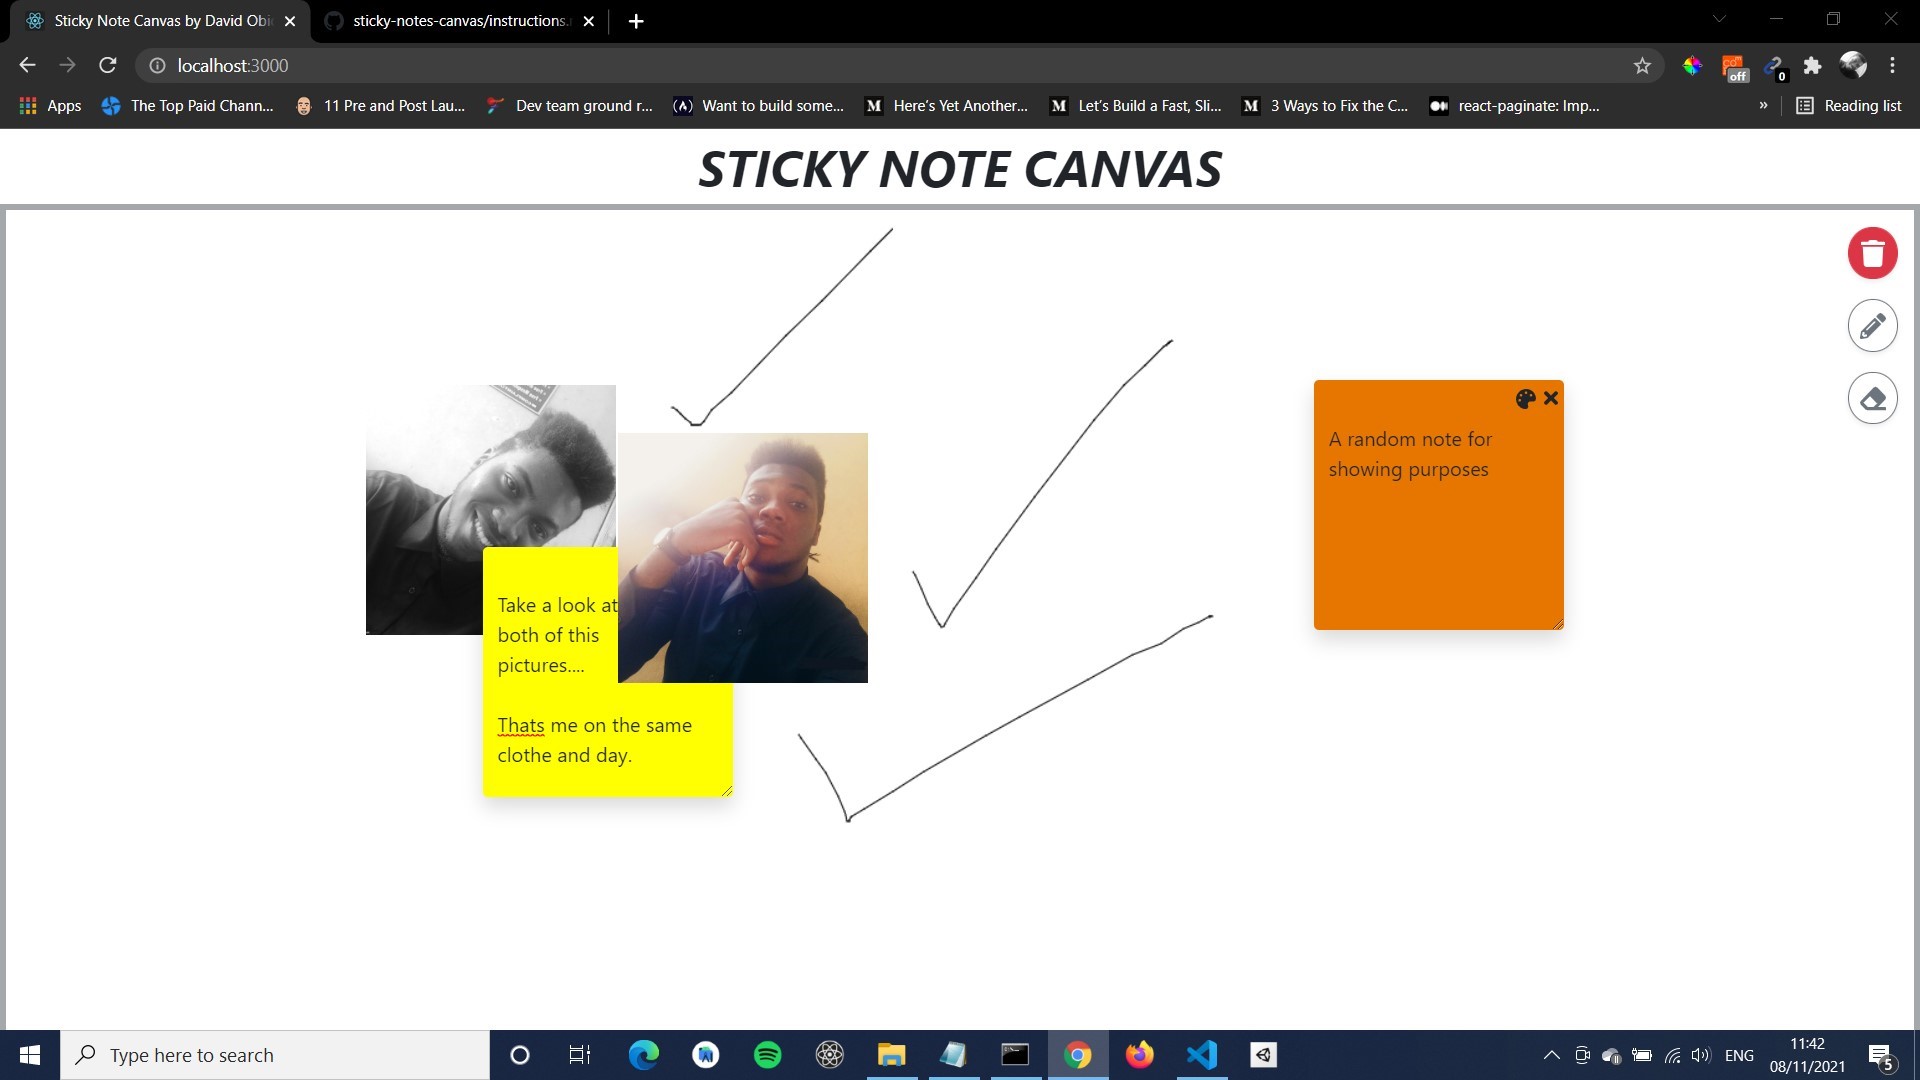 Sticky Note Canvas by David Obi
sticky-notes-canvas/instructions.
localhost:3000
off
0
Apps
The Top Paid Chann...
11 Pre and Post Lau...
Dev team ground r...
Want to build some...
Here's Yet Another...
Let's Build a Fast, Sli...
3 Ways to Fix the C...
react-paginate: Imp...
»
Reading list
STICKY NOTE CANVAS
A random note for
showing purposes
Take a look at
both of this
pictures....
Thats me on the same
clothe and day.
Type here to search
ENG
11:42
08/11/2021
5